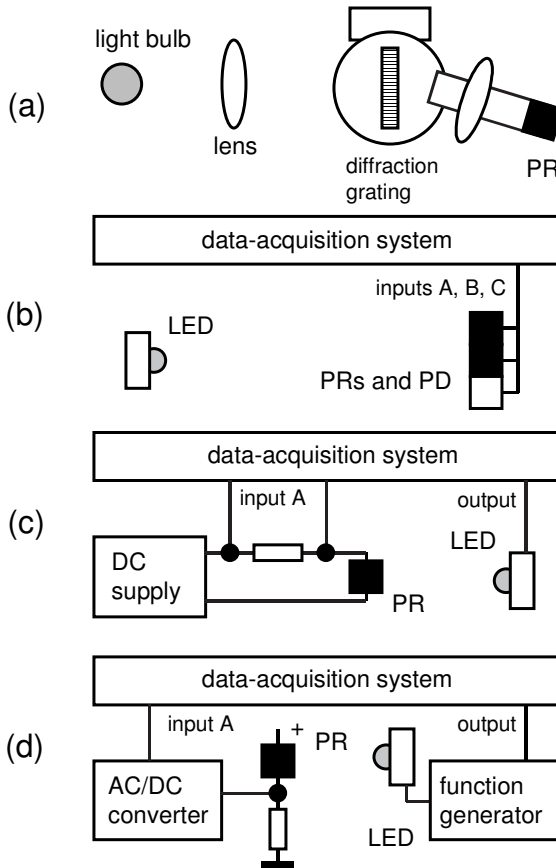 light bulb
(a)
lens
diffraction
grating
PR
data-acquisition system
inputs A, B, C
(b)
LED
PRs and PD
data-acquisition system
input A
output
(c)
LED
DC
supply
PR
data-acquisition system
input A
+
PR
output
(d)
AC/DC
converter
function
generator
LED